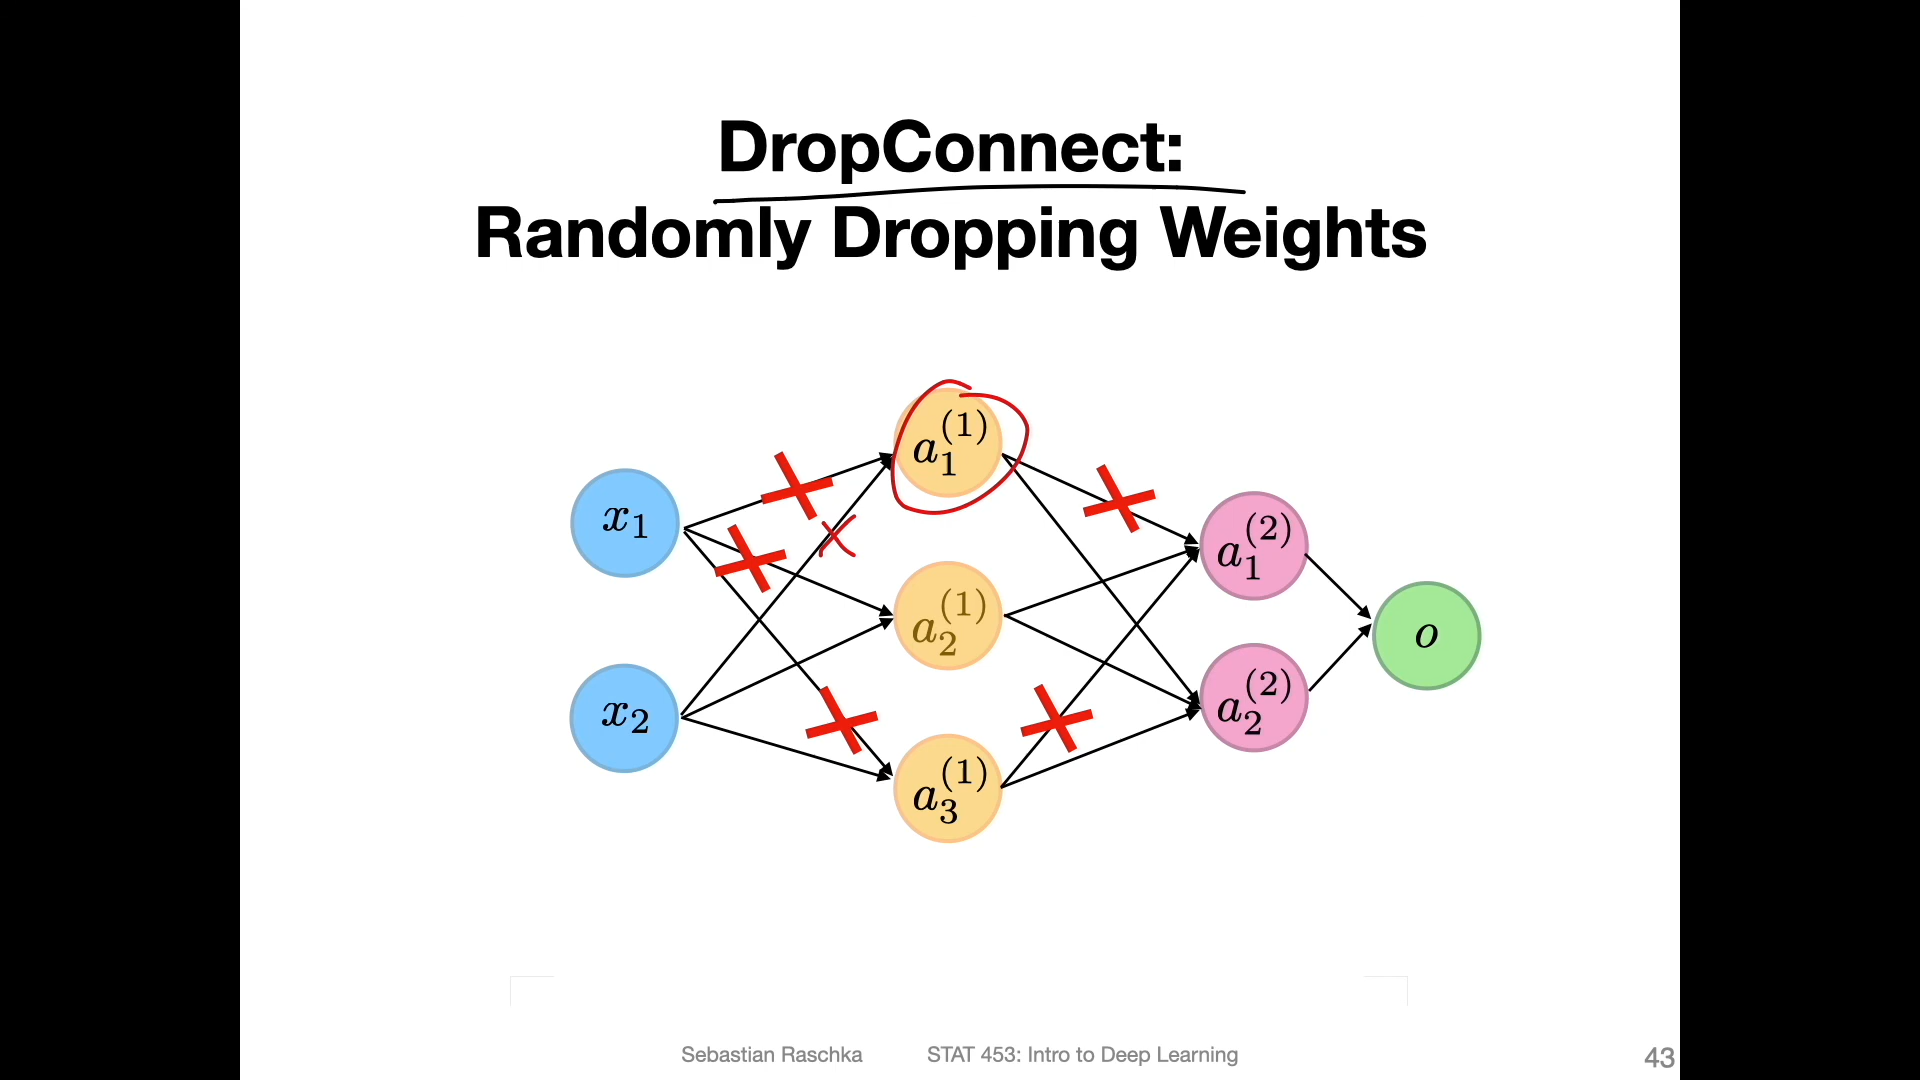 DropConnect:
Randomly Dropping Weights
x₁
x₂
a₁⁽¹⁾
a₂⁽¹⁾
a₃⁽¹⁾
a₁⁽²⁾
a₂⁽²⁾
o
Sebastian Raschka
STAT 453: Intro to Deep Learning
43